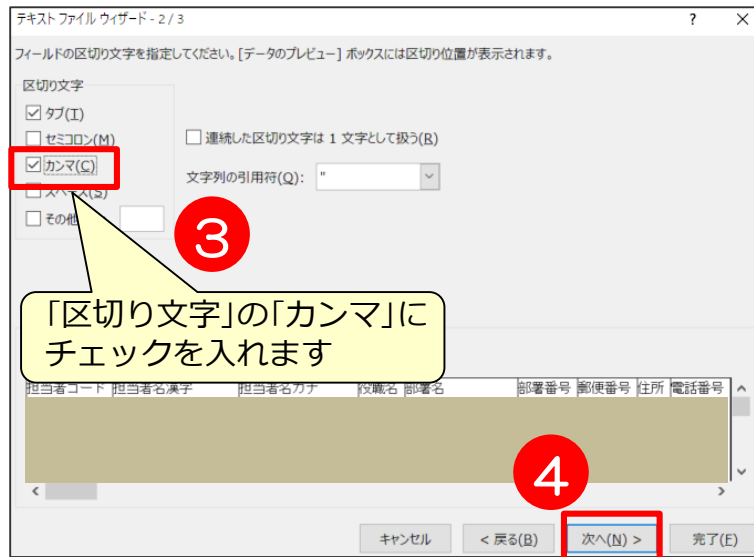 テキスト ファイル ウィザード - 2 / 3
? ×
フィールドの区切り文字を指定してください。[データのプレビュー] ボックスには区切り位置が表示されます。
区切り文字
タブ(T)
セミコロン(M)
カンマ(C)
スペース(S)
その他
連続した区切り文字は 1 文字として扱う(R)
文字列の引用符(Q): "
3
「区切り文字」の「カンマ」に
チェックを入れます
担当者コード 担当者名漢字 担当者名カナ 役職名 部署名 部署番号 郵便番号 住所 電話番号
4
キャンセル < 戻る(B) 次へ(N) > 完了(F)